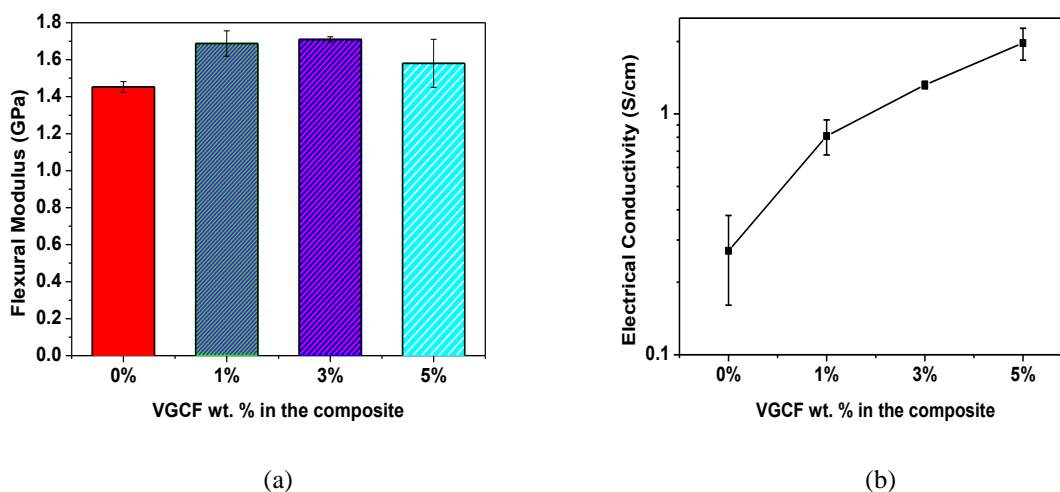 Flexural Modulus (GPa)
1.8
1.6
1.4
1.2
1.0
0.8
0.6
0.4
0.2
0.0
0% 1% 3% 5%
VGCF wt. % in the composite
(a)
Electrical Conductivity (S/cm)
1
0.1
0% 1% 3% 5%
VGCF wt. % in the composite
(b)